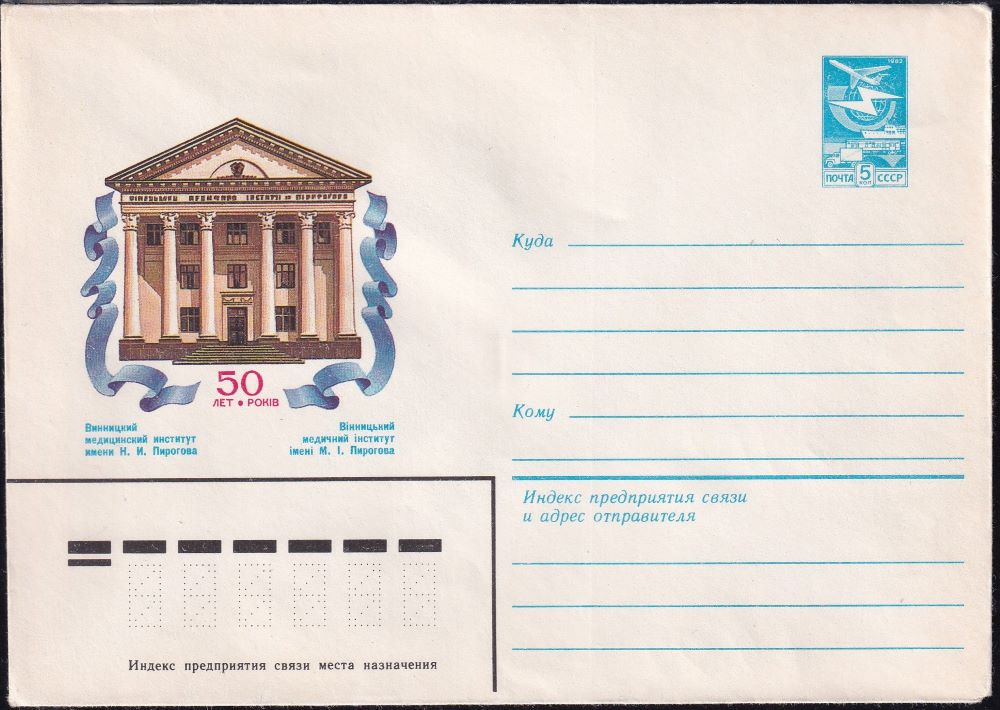 1982
ПОЧТА 5 КОП СССР
Куда
Кому
50
ЛЕТ • РОКІВ
Винницкий
медицинский институт
имени Н. И. Пирогова
Вінницький
медичний інститут
імені М. І. Пирогова
Индекс предприятия связи
и адрес отправителя
Индекс предприятия связи места назначения